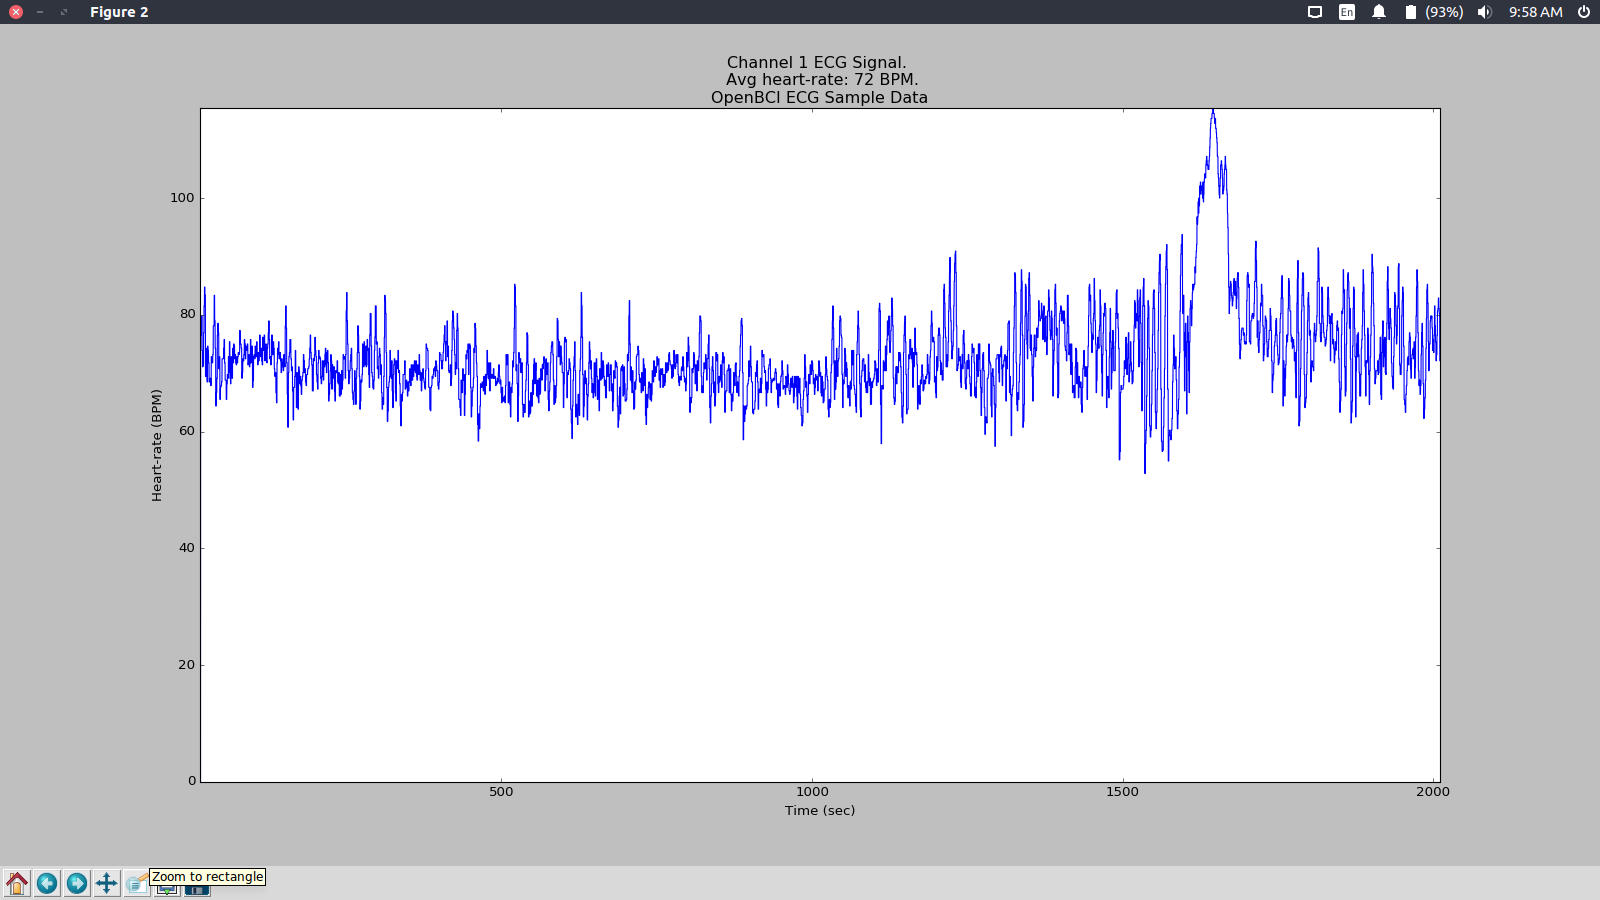 Figure 2
En
(93%)
9:58 AM
Channel 1 ECG Signal.
Avg heart-rate: 72 BPM.
OpenBCI ECG Sample Data
Heart-rate (BPM)
100
80
60
40
20
0
500 1000 1500 2000
Time (sec)
Zoom to rectangle